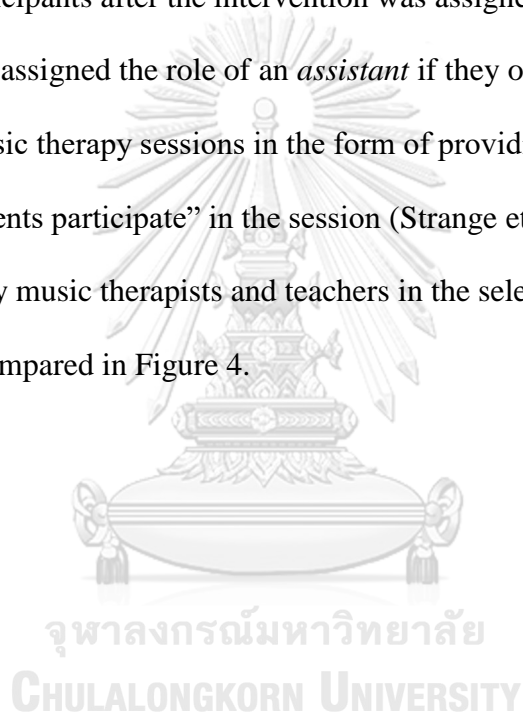 icipants after the intervention was assigne
assigned the role of an assistant if they o
sic therapy sessions in the form of provid
ents participate” in the session (Strange et
y music therapists and teachers in the sele
mpared in Figure 4.
จุฬาลงกรณ์มหาวิทยาลัย
CHULALONGKORN UNIVERSITY